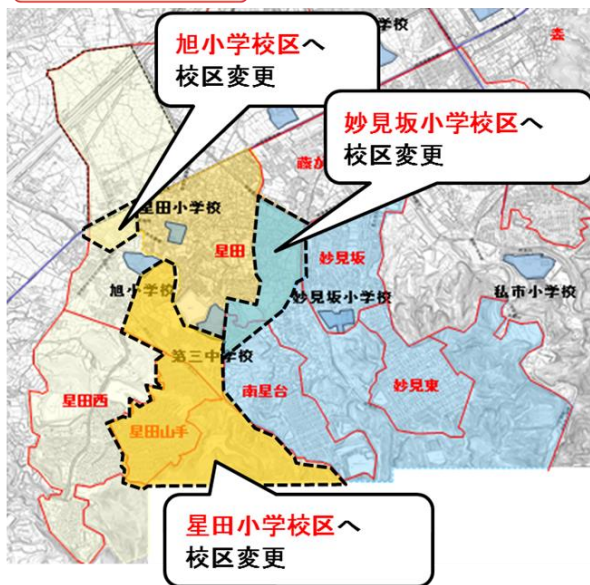 旭小学校区へ
校区変更
学校
妙見坂小学校区へ
校区変更
星田小学校
星田
妙見坂
旭小学校
妙見坂小学校
私市小学校
第三中学校
星田西
南星台
妙見東
星田山手
星田小学校区へ
校区変更